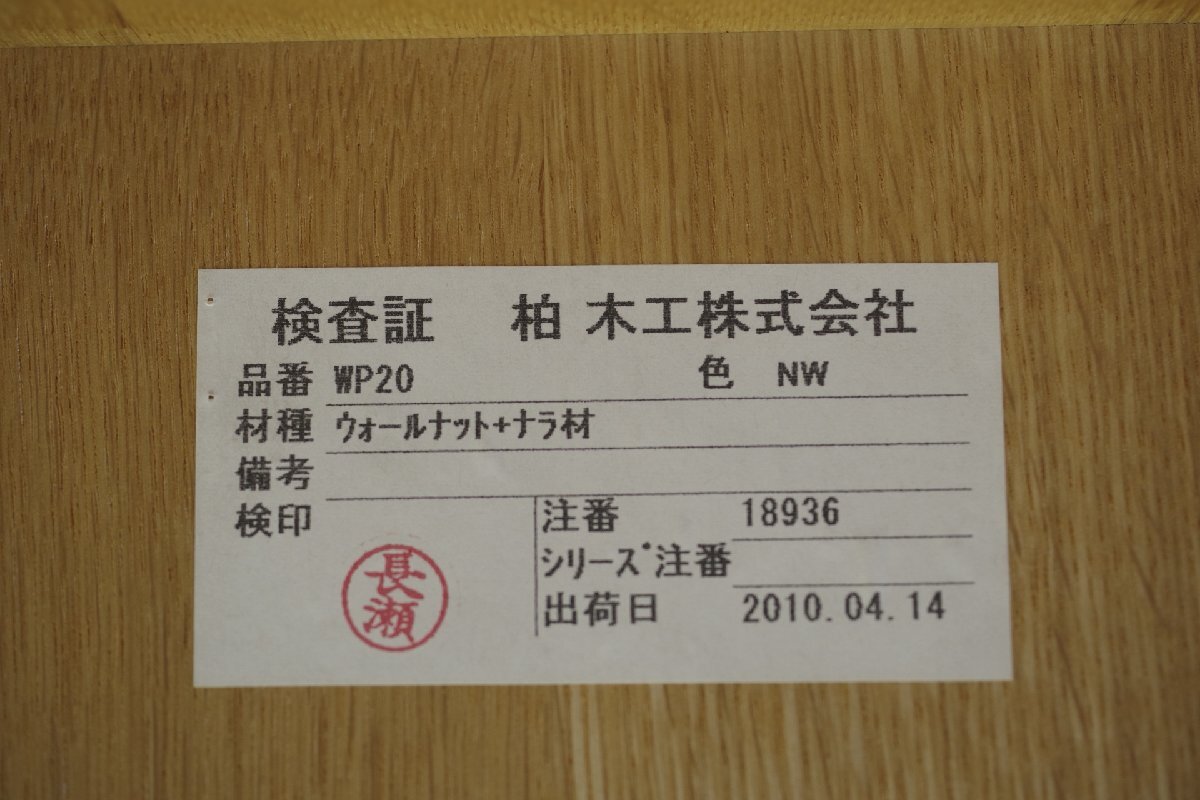 検査証 柏木工株式会社
品番 WP20 色 NW
材種 ウォールナット+ナラ材
備考
検印
長瀬
注番 18936
シリーズ注番
出荷日 2010.04.14